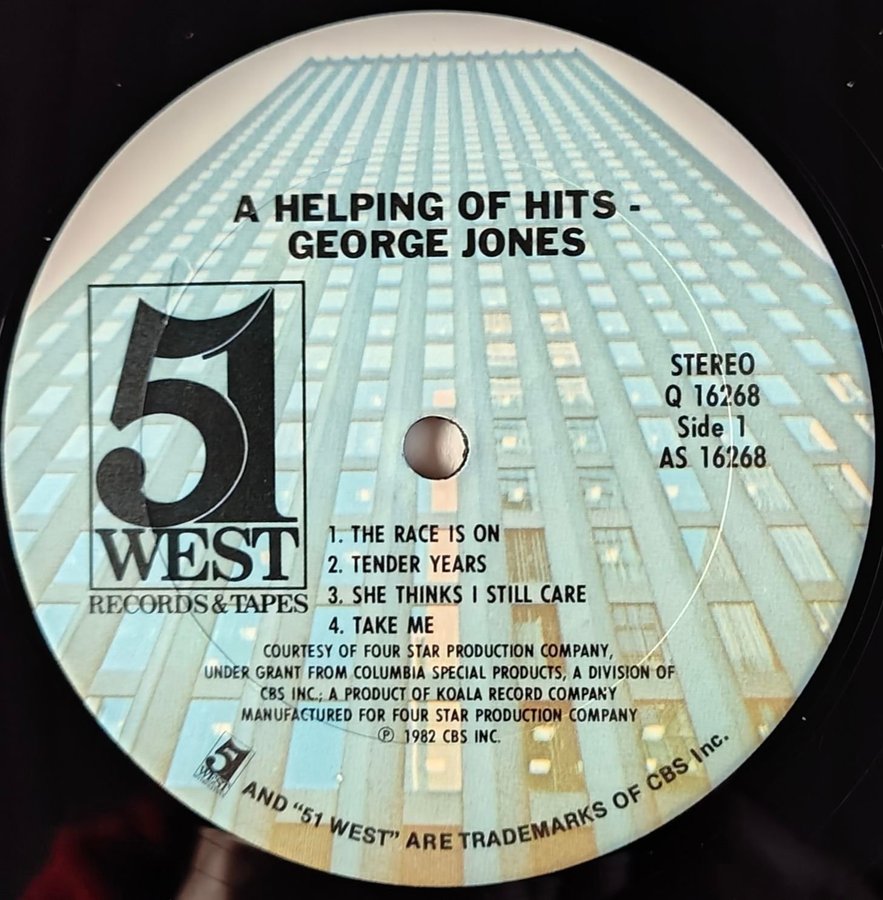 A HELPING OF HITS -
GEORGE JONES
51
WEST
RECORDS & TAPES
STEREO
Q 16268
Side 1
AS 16268
1. THE RACE IS ON
2. TENDER YEARS
3. SHE THINKS I STILL CARE
4. TAKE ME
COURTESY OF FOUR STAR PRODUCTION COMPANY,
UNDER GRANT FROM COLUMBIA SPECIAL PRODUCTS, A DIVISION OF
CBS INC.; A PRODUCT OF KOALA RECORD COMPANY
MANUFACTURED FOR FOUR STAR PRODUCTION COMPANY
℗ 1982 CBS INC.
51
WEST
AND "51 WEST" ARE TRADEMARKS OF CBS Inc.